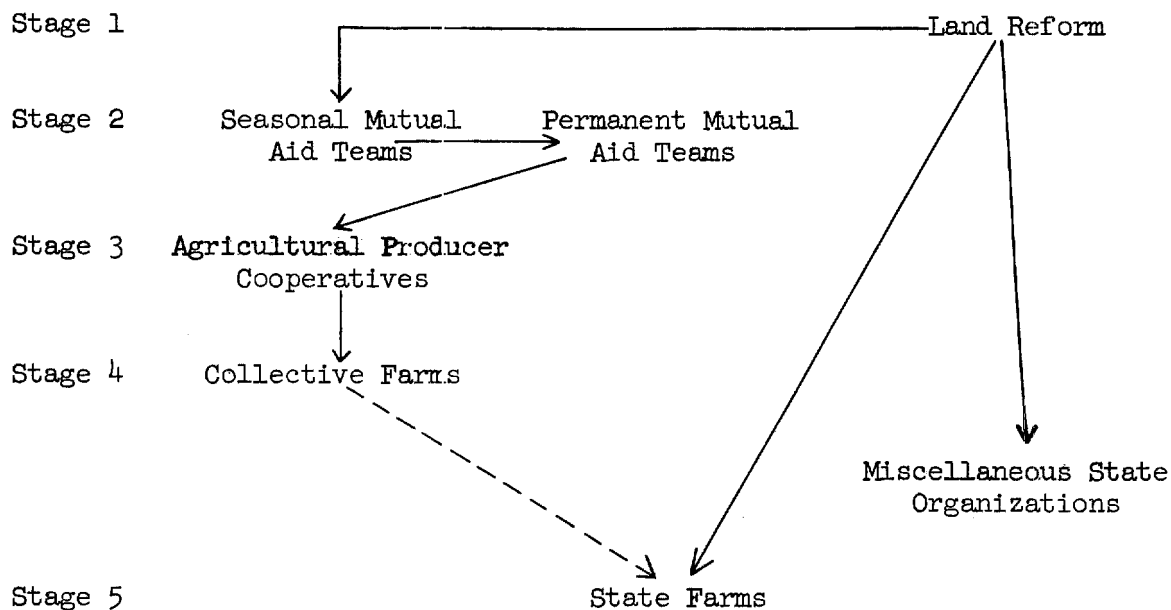 Stage 1
Land Reform
Stage 2
Seasonal Mutual
Aid Teams
Permanent Mutual
Aid Teams
Stage 3
Agricultural Producer
Cooperatives
Stage 4
Collective Farms
Miscellaneous State
Organizations
Stage 5
State Farms